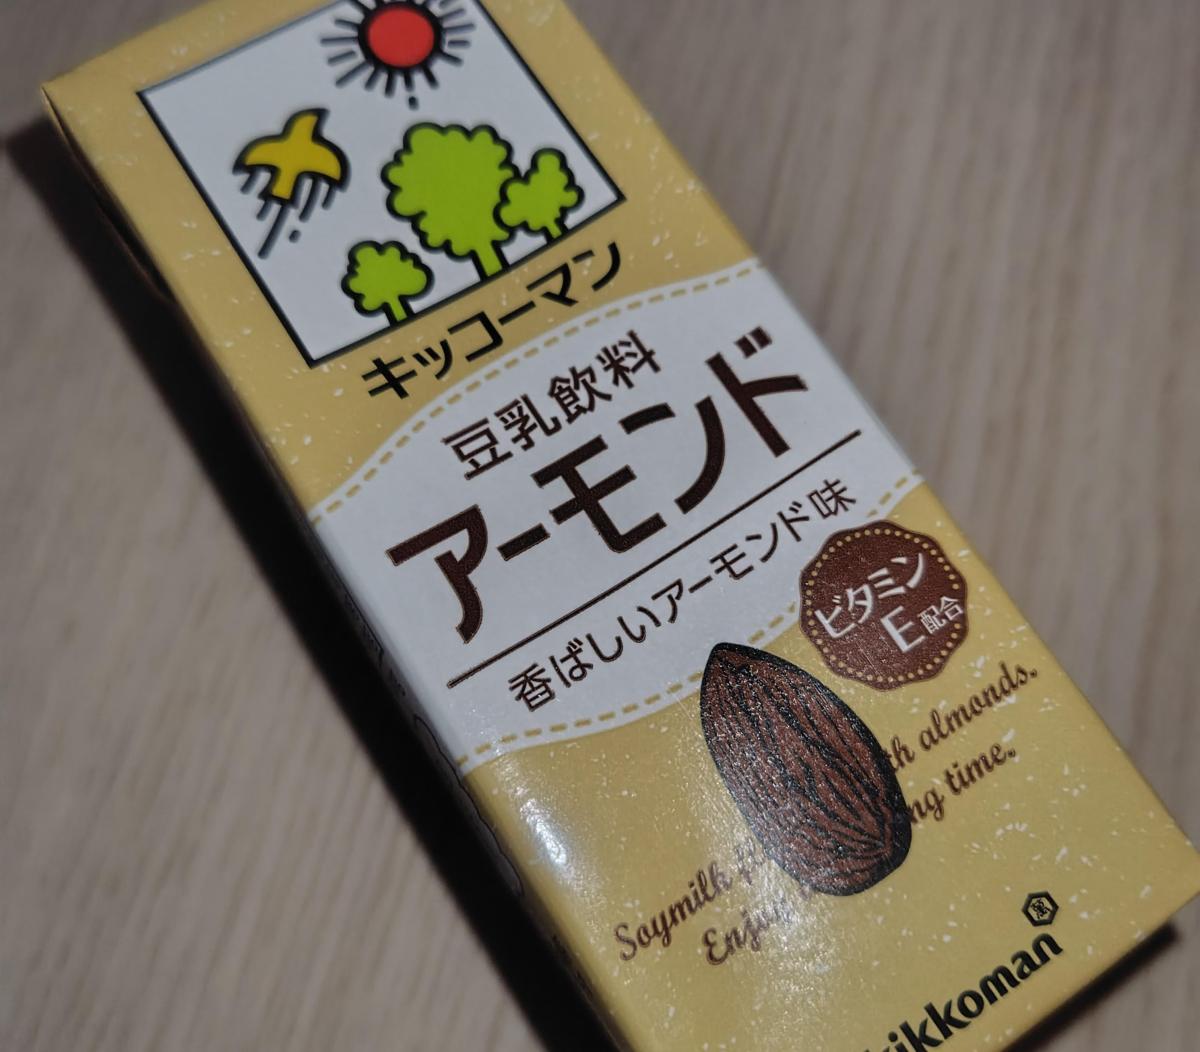 キッコーマン
豆乳飲料
アーモンド
香ばしいアーモンド味
ビタミン
E配合
Soymilk almonds.
Enjoy time.
kikkoman